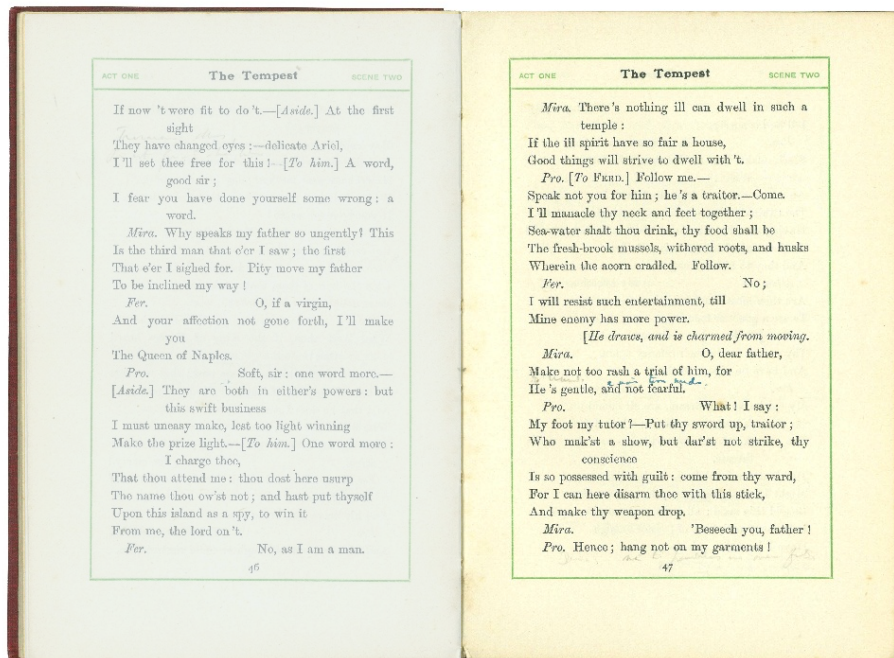 ACT ONE The Tempest SCENE TWO
If now 't were fit to do 't.—[Aside.] At the first
sight
They have changed eyes :—delicate Ariel,
I 'll set thee free for this !—[To him.] A word,
good sir ;
I fear you have done yourself some wrong : a
word.
Mira. Why speaks my father so ungently? This
Is the third man that e'er I saw ; the first
That e'er I sighed for. Pity move my father
To be inclined my way !
Fer. O, if a virgin,
And your affection not gone forth, I 'll make
you
The Queen of Naples.
Pro. Soft, sir : one word more.—
[Aside.] They are both in either's powers : but
this swift business
I must uneasy make, lest too light winning
Make the prize light.—[To him.] One word more :
I charge thee,
That thou attend me : thou dost here usurp
The name thou ow'st not ; and hast put thyself
Upon this island as a spy, to win it
From me, the lord on 't.
Fer. No, as I am a man.
46
ACT ONE The Tempest SCENE TWO
Mira. There 's nothing ill can dwell in such a
temple :
If the ill spirit have so fair a house,
Good things will strive to dwell with 't.
Pro. [To FERD.] Follow me.—
Speak not you for him ; he 's a traitor.—Come.
I 'll manacle thy neck and feet together ;
Sea-water shalt thou drink, thy food shall be
The fresh-brook mussels, withered roots, and husks
Wherein the acorn cradled. Follow.
Fer. No ;
I will resist such entertainment, till
Mine enemy has more power.
[He draws, and is charmed from moving.
Mira. O, dear father,
Make not too rash a trial of him, for
He 's gentle, and not fearful.
Pro. What ! I say :
My foot my tutor ?—Put thy sword up, traitor ;
Who mak'st a show, but dar'st not strike, thy
conscience
Is so possessed with guilt : come from thy ward,
For I can here disarm thee with this stick,
And make thy weapon drop.
Mira. 'Beseech you, father !
Pro. Hence ; hang not on my garments !
47